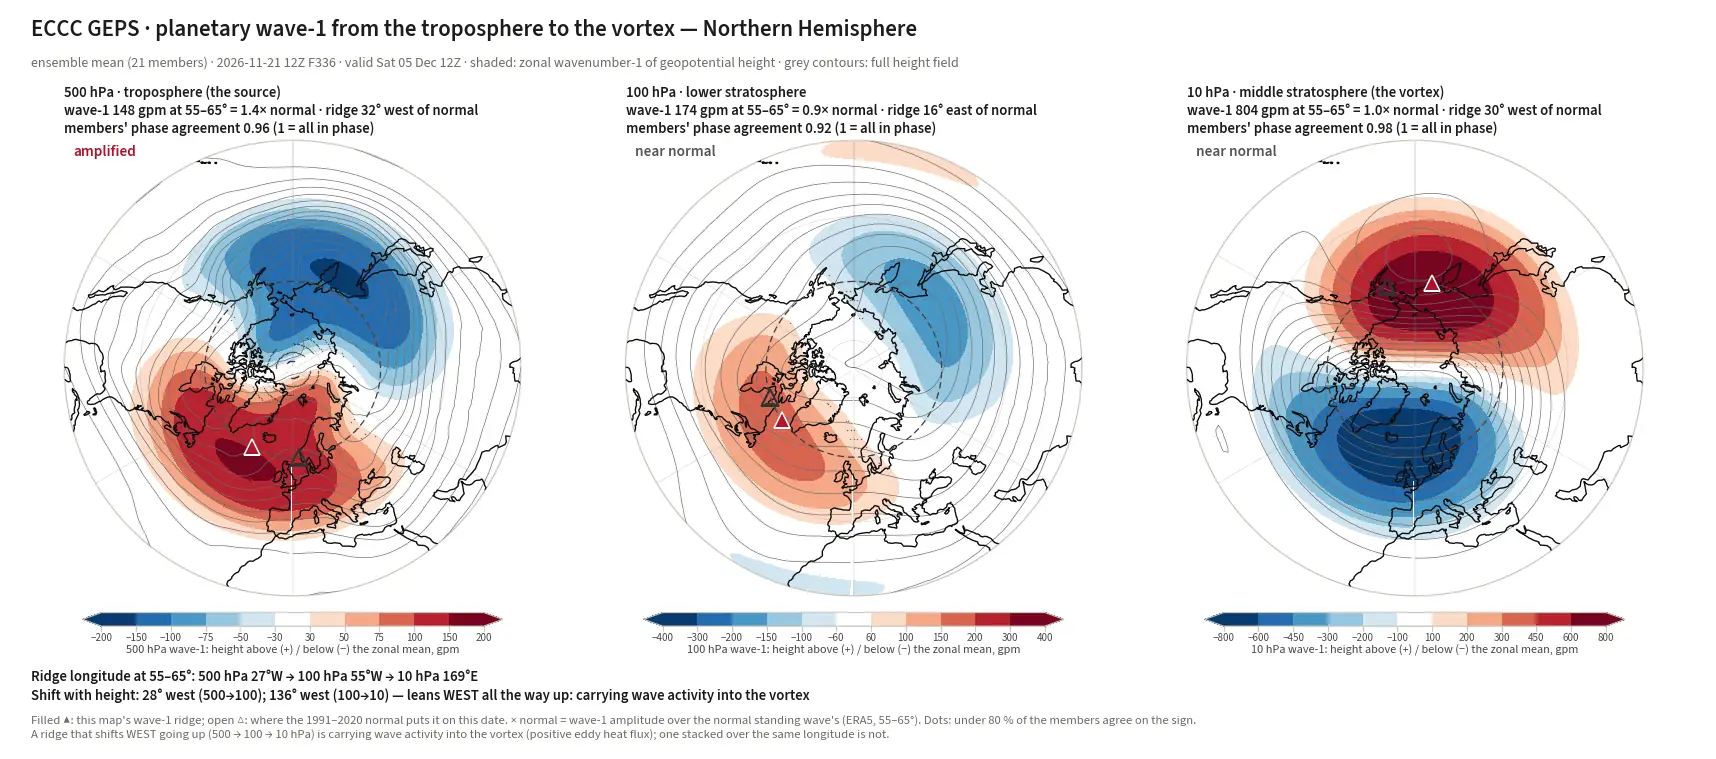 ECCC GEPS · planetary wave-1 from the troposphere to the vortex — Northern Hemisphere
ensemble mean (21 members) · 2026-11-21 12Z F336 · valid Sat 05 Dec 12Z · shaded: zonal wavenumber-1 of geopotential height · grey contours: full height field
500 hPa · troposphere (the source)
wave-1 148 gpm at 55–65° = 1.4× normal · ridge 32° west of normal
members' phase agreement 0.96 (1 = all in phase)
amplified
100 hPa · lower stratosphere
wave-1 174 gpm at 55–65° = 0.9× normal · ridge 16° east of normal
members' phase agreement 0.92 (1 = all in phase)
near normal
10 hPa · middle stratosphere (the vortex)
wave-1 804 gpm at 55–65° = 1.0× normal · ridge 30° west of normal
members' phase agreement 0.98 (1 = all in phase)
near normal
−200 −150 −100 −75 −50 −30 30 50 75 100 150 200
500 hPa wave-1: height above (+) / below (−) the zonal mean, gpm
−400 −300 −200 −150 −100 −60 60 100 150 200 300 400
100 hPa wave-1: height above (+) / below (−) the zonal mean, gpm
−800 −600 −450 −300 −200 −100 100 200 300 450 600 800
10 hPa wave-1: height above (+) / below (−) the zonal mean, gpm
Ridge longitude at 55–65°: 500 hPa 27°W → 100 hPa 55°W → 10 hPa 169°E
Shift with height: 28° west (500→100); 136° west (100→10) — leans WEST all the way up: carrying wave activity into the vortex
Filled ▲: this map's wave-1 ridge; open △: where the 1991–2020 normal puts it on this date. × normal = wave-1 amplitude over the normal standing wave's (ERA5, 55–65°). Dots: under 80 % of the members agree on the sign.
A ridge that shifts WEST going up (500 → 100 → 10 hPa) is carrying wave activity into the vortex (positive eddy heat flux); one stacked over the same longitude is not.